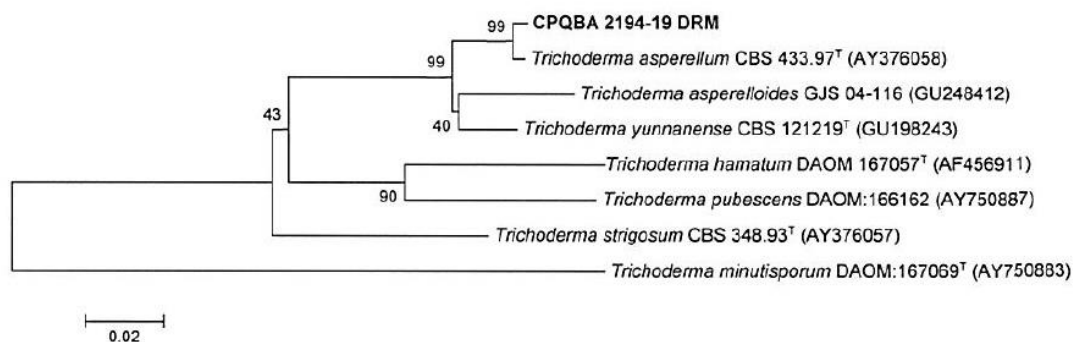 99
CPQBA 2194-19 DRM
99
Trichoderma asperellum CBS 433.97ᵀ (AY376058)
Trichoderma asperelloides GJS 04-116 (GU248412)
43
40
Trichoderma yunnanense CBS 121219ᵀ (GU198243)
Trichoderma hamatum DAOM 167057ᵀ (AF456911)
90
Trichoderma pubescens DAOM:166162 (AY750887)
Trichoderma strigosum CBS 348.93ᵀ (AY376057)
Trichoderma minutisporum DAOM:167069ᵀ (AY750883)
0.02